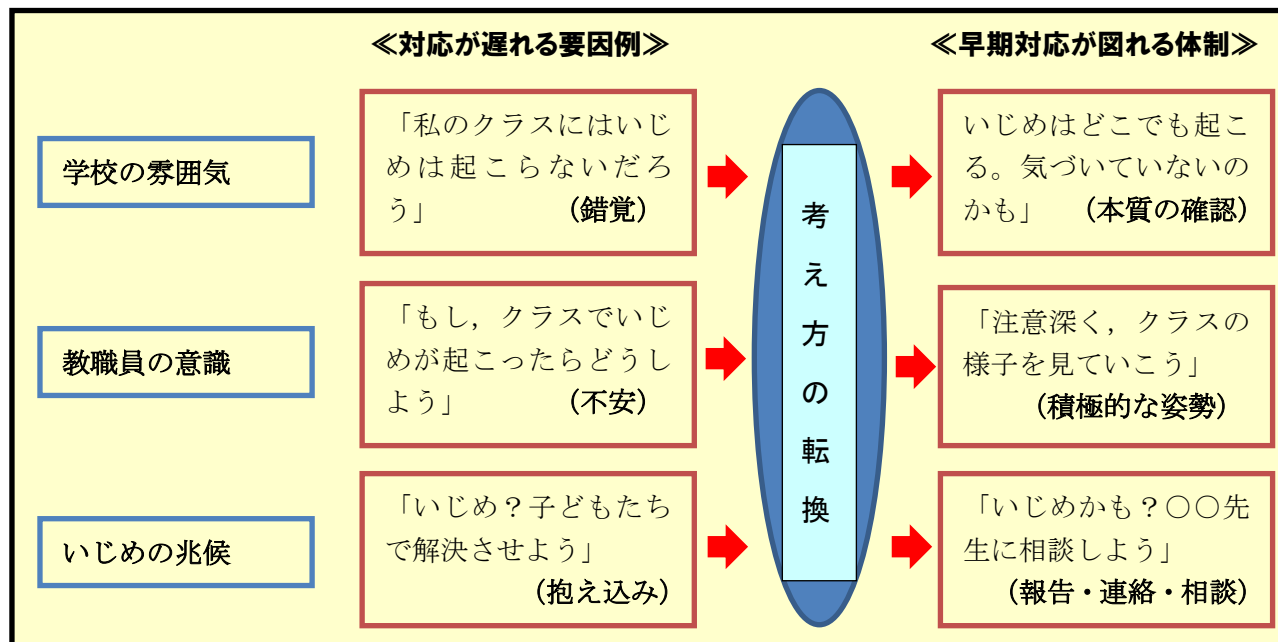 ≪対応が遅れる要因例≫
≪早期対応が図れる体制≫
学校の雰囲気
「私のクラスにはいじ
めは起こらないだろ
う」 (錯覚)
いじめはどこでも起こ
る。気づいていないの
かも」 (本質の確認)
教職員の意識
「もし，クラスでいじ
めが起こったらどうし
よう」 (不安)
「注意深く，クラスの
様子を見ていこう」
(積極的な姿勢)
いじめの兆候
「いじめ？子どもたち
で解決させよう」
(抱え込み)
「いじめかも？〇〇先
生に相談しよう」
(報告・連絡・相談)
考え方の転換